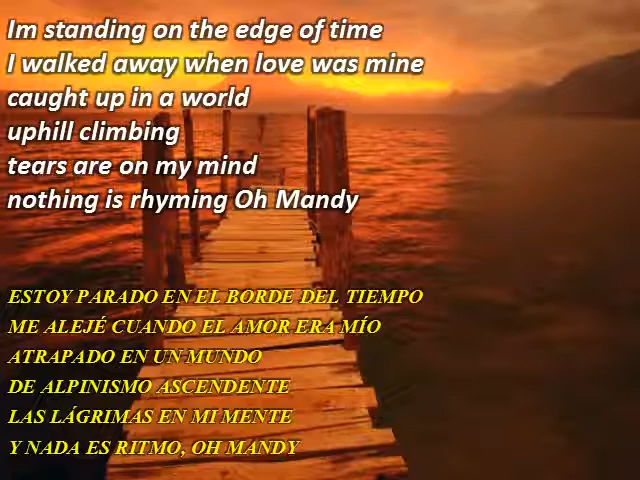 Im standing on the edge of time
I walked away when love was mine
caught up in a world
uphill climbing
tears are on my mind
nothing is rhyming Oh Mandy
ESTOY PARADO EN EL BORDE DEL TIEMPO
ME ALEJÉ CUANDO EL AMOR ERA MÍO
ATRAPADO EN UN MUNDO
DE ALPINISMO ASCENDENTE
LAS LÁGRIMAS EN MI MENTE
Y NADA ES RITMO, OH MANDY